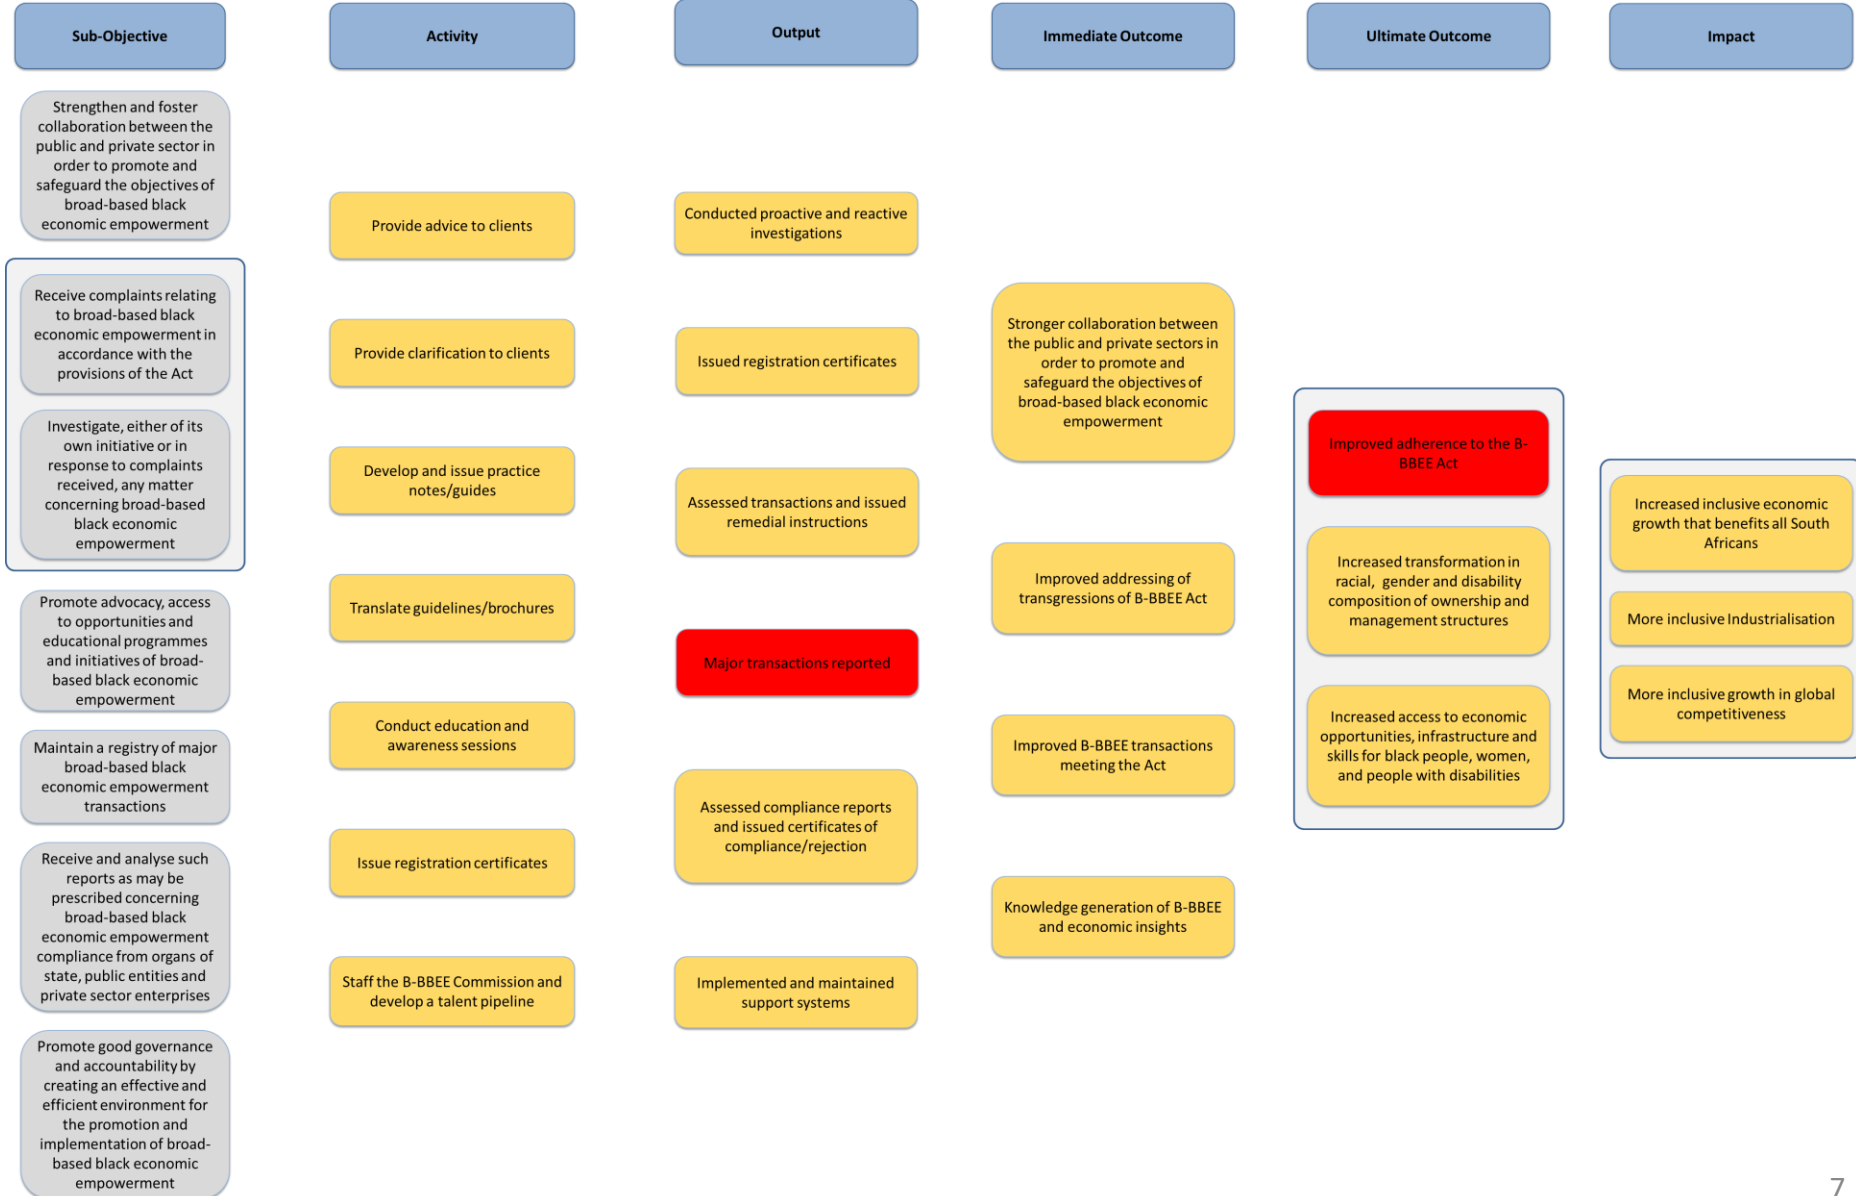 Sub-Objective
Activity
Output
Immediate Outcome
Ultimate Outcome
Impact
Strengthen and foster
collaboration between the
public and private sector in
order to promote and
safeguard the objectives of
broad-based black
economic empowerment
Receive complaints relating
to broad-based black
economic empowerment in
accordance with the
provisions of the Act
Investigate, either of its
own initiative or in
response to complaints
received, any matter
concerning broad-based
black economic
empowerment
Promote advocacy, access
to opportunities and
educational programmes
and initiatives of broad-
based black economic
empowerment
Maintain a registry of major
broad-based black
economic empowerment
transactions
Receive and analyse such
reports as may be
prescribed concerning
broad-based black
economic empowerment
compliance from organs of
state, public entities and
private sector enterprises
Promote good governance
and accountability by
creating an effective and
efficient environment for
the promotion and
implementation of broad-
based black economic
empowerment
Provide advice to clients
Provide clarification to clients
Develop and issue practice
notes/guides
Translate guidelines/brochures
Conduct education and
awareness sessions
Issue registration certificates
Staff the B-BBEE Commission and
develop a talent pipeline
Conducted proactive and reactive
investigations
Issued registration certificates
Assessed transactions and issued
remedial instructions
Major transactions reported
Assessed compliance reports
and issued certificates of
compliance/rejection
Implemented and maintained
support systems
Stronger collaboration between
the public and private sectors in
order to promote and
safeguard the objectives of
broad-based black economic
empowerment
Improved addressing of
transgressions of B-BBEE Act
Improved B-BBEE transactions
meeting the Act
Knowledge generation of B-BBEE
and economic insights
Improved adherence to the B-
BBEE Act
Increased transformation in
racial, gender and disability
composition of ownership and
management structures
Increased access to economic
opportunities, infrastructure and
skills for black people, women,
and people with disabilities
Increased inclusive economic
growth that benefits all South
Africans
More inclusive Industrialisation
More inclusive growth in global
competitiveness
7